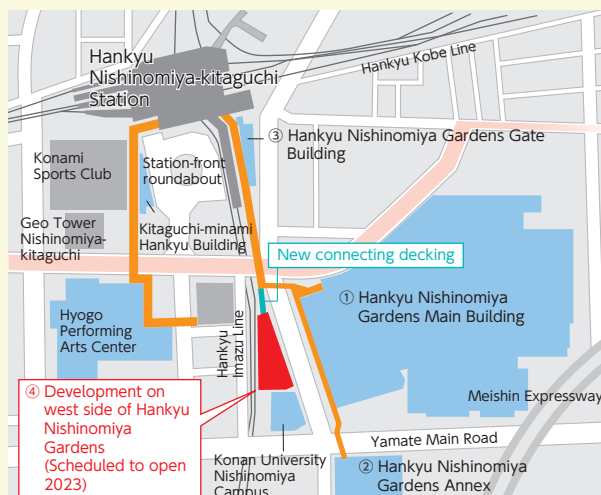 Hankyu
Nishinomiya-kitaguchi
Station
Hankyu Kobe Line
③ Hankyu Nishinomiya Gardens Gate
Building
Konami
Sports Club
Station-front
roundabout
Geo Tower
Nishinomiya-
kitaguchi
Kitaguchi-minami
Hankyu Building
New connecting decking
① Hankyu Nishinomiya
Gardens Main Building
Hyogo
Performing
Arts Center
Hankyu
Imazu Line
④ Development on
west side of Hankyu
Nishinomiya
Gardens
(Scheduled to open
2023)
Meishin Expressway
Yamate Main Road
Konan University
Nishinomiya
Campus
② Hankyu Nishinomiya
Gardens Annex